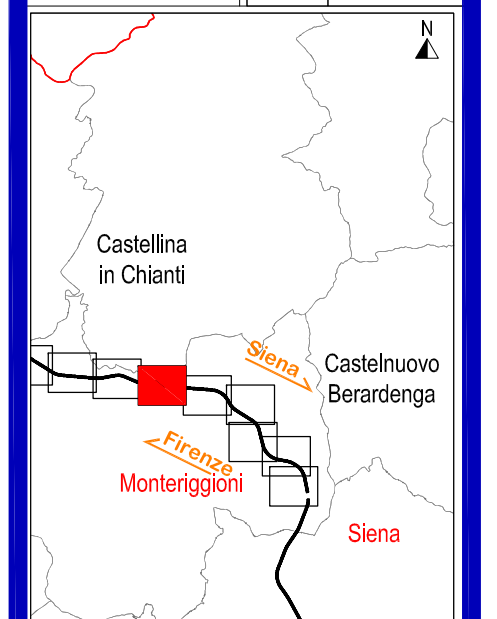 N
Castellina
in Chianti
Siena
Castelnuovo
Berardenga
Firenze
Monteriggioni
Siena